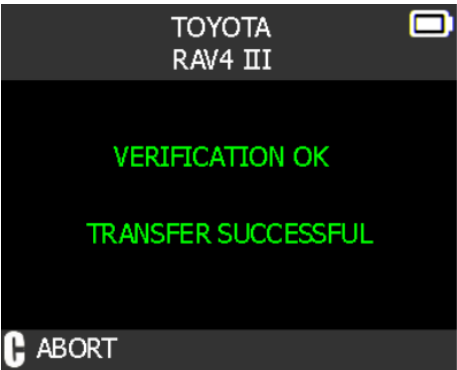 TOYOTA
RAV4 III
VERIFICATION OK
TRANSFER SUCCESSFUL
C ABORT